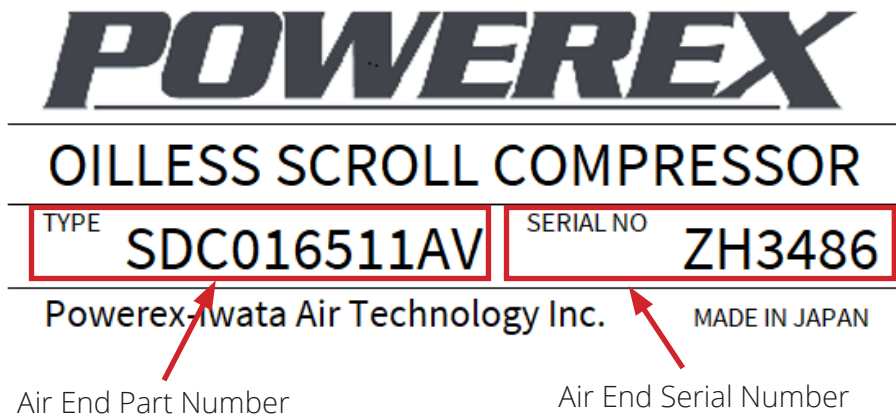 POWEREX
OILLESS SCROLL COMPRESSOR
TYPE SDC016511AV SERIAL NO ZH3486
Powerex-Iwata Air Technology Inc. MADE IN JAPAN
Air End Part Number Air End Serial Number